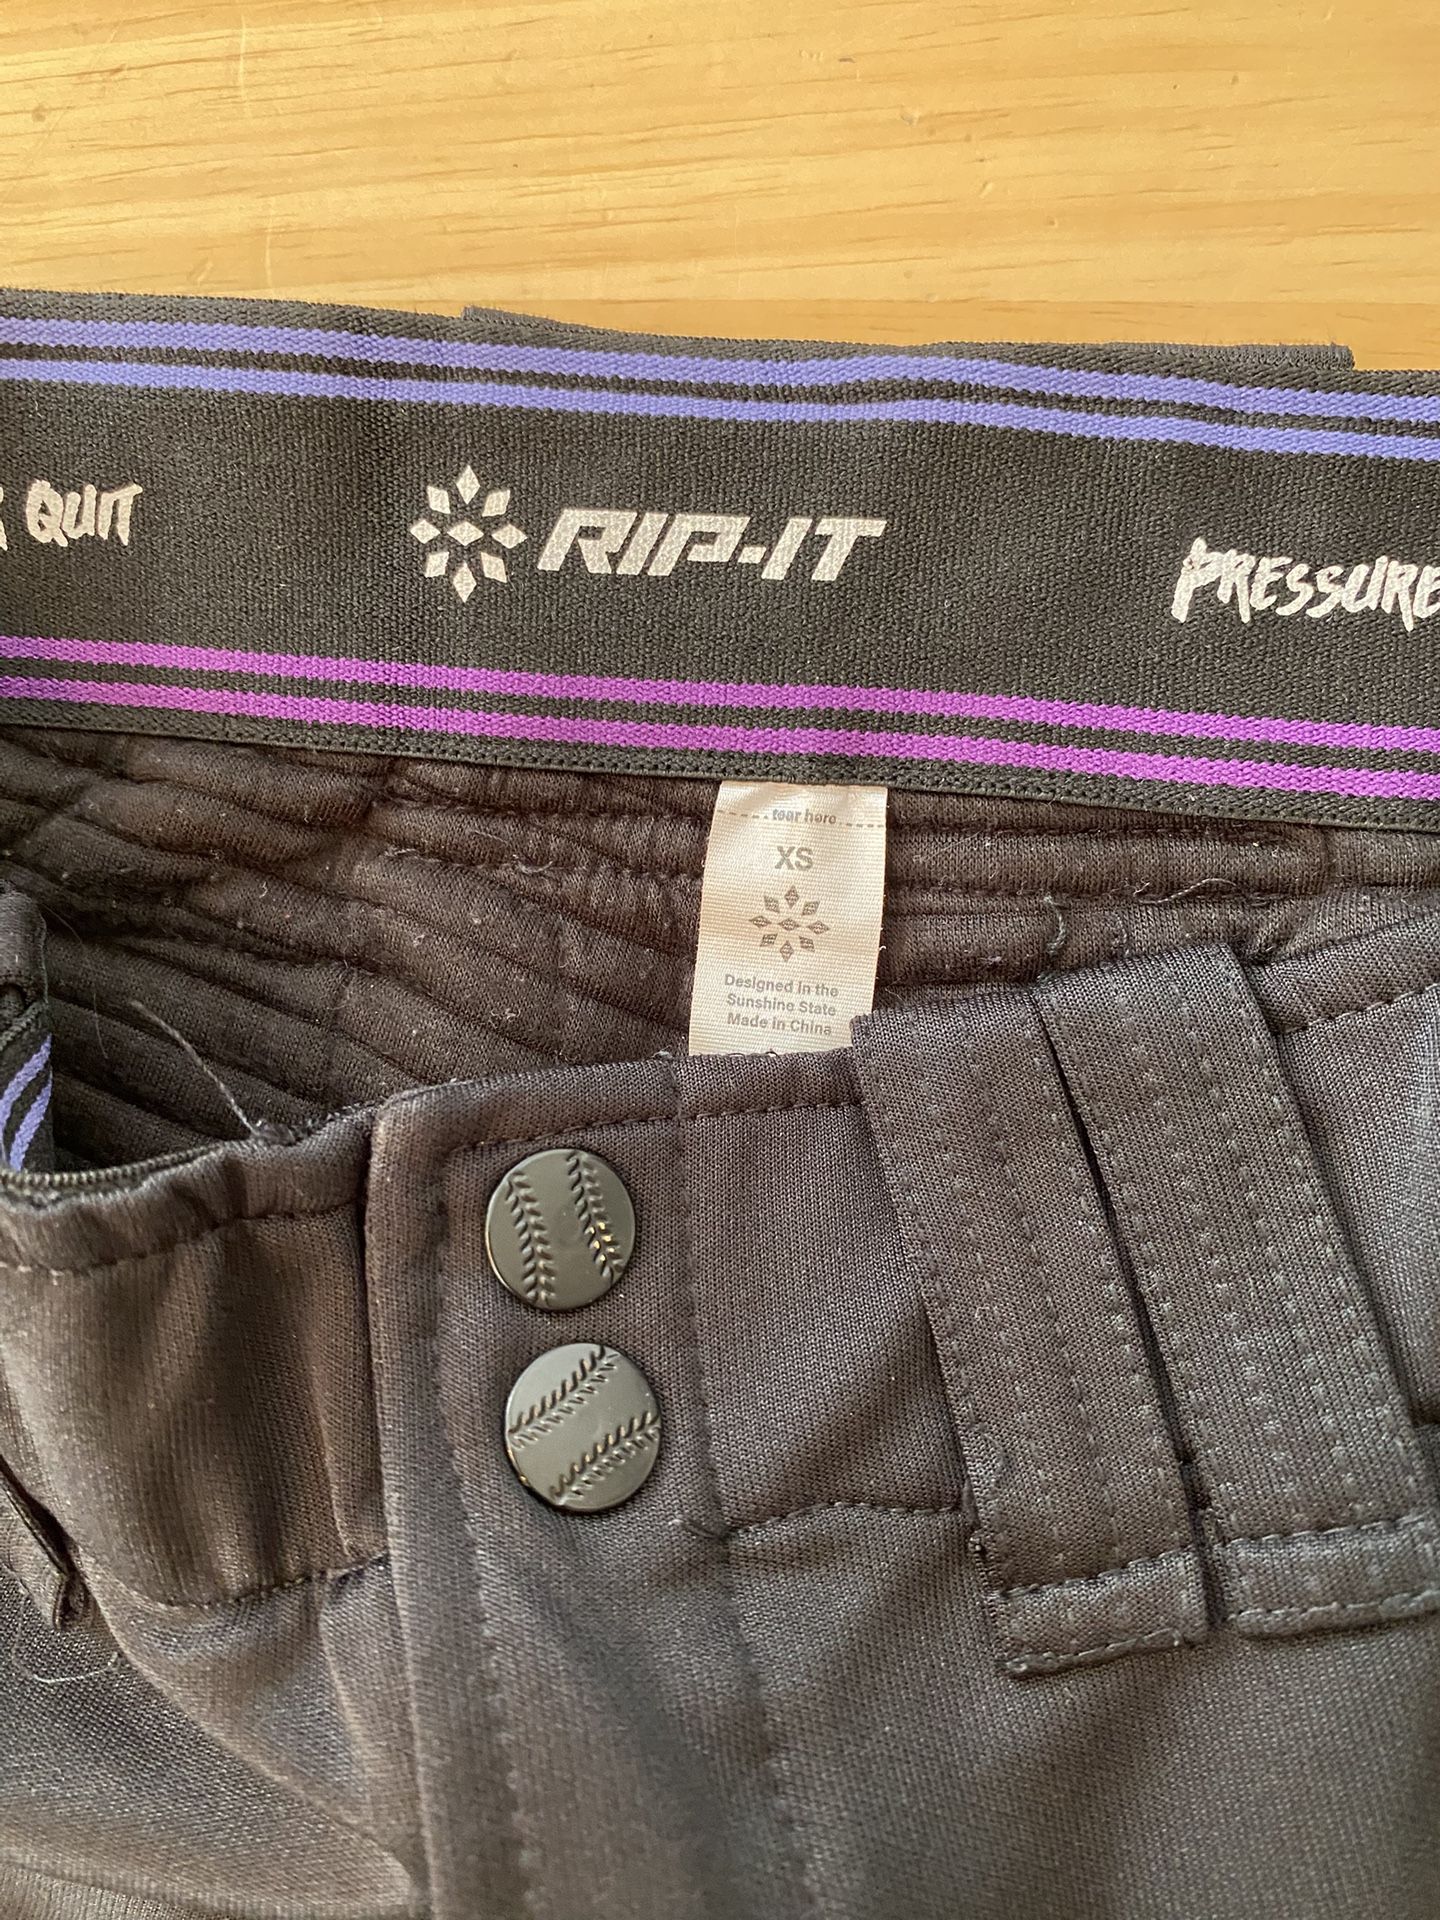 QUIT RIP-IT PRESSURE
tear here
XS
Designed in the
Sunshine State
Made in China